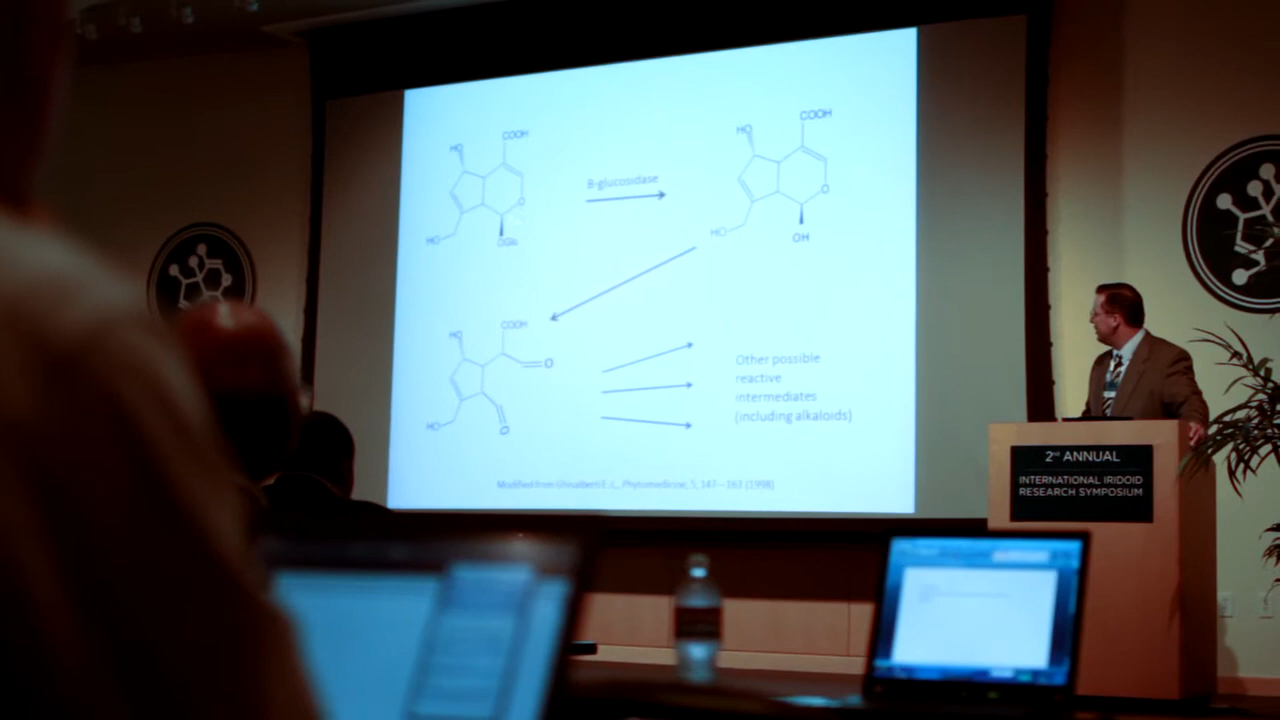 HO
COOH
O
HO
OGlc
B-glucosidase
HO
COOH
O
HO
OH
HO
COOH
O
HO
O
Other possible
reactive
intermediates
(including alkaloids)
Modified from Ghisalberti E. L., Phytomedicine, 5, 147--163 (1998)
2nd ANNUAL
INTERNATIONAL IRIDOID
RESEARCH SYMPOSIUM